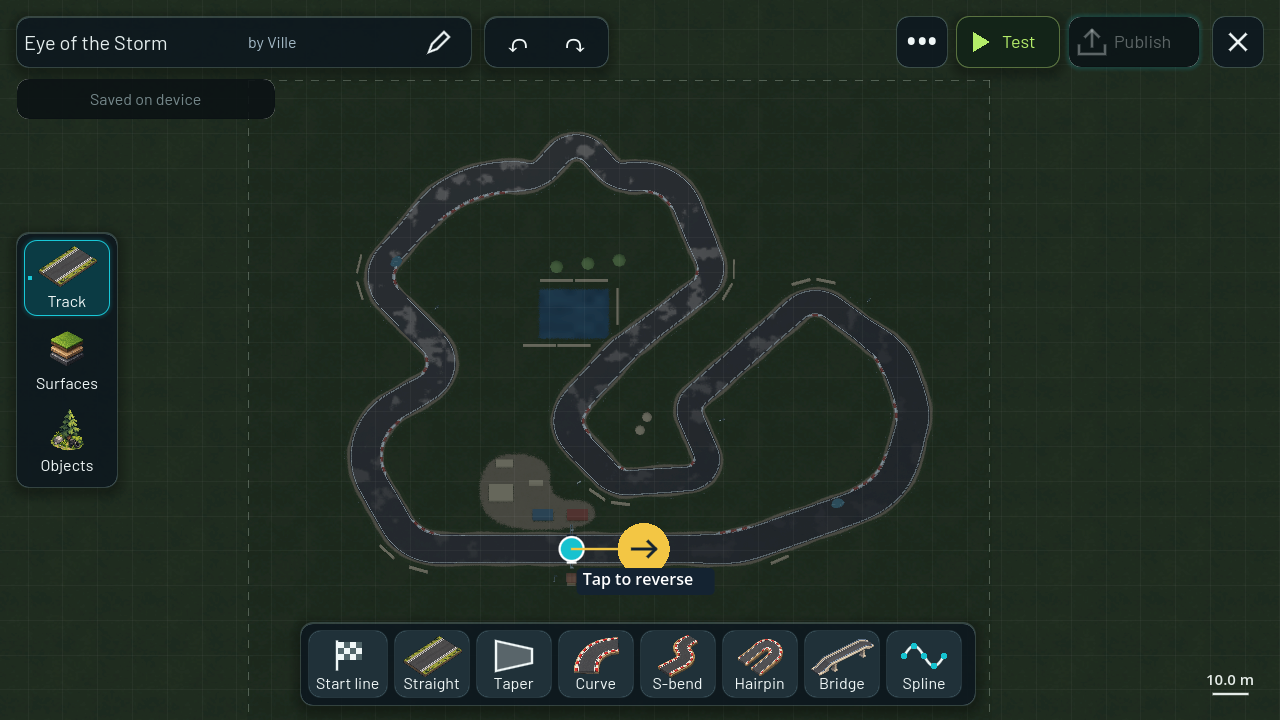 Eye of the Storm
by Ville
Test
Publish
Saved on device
Track
Surfaces
Objects
Tap to reverse
Start line
Straight
Taper
Curve
S-bend
Hairpin
Bridge
Spline
10.0 m